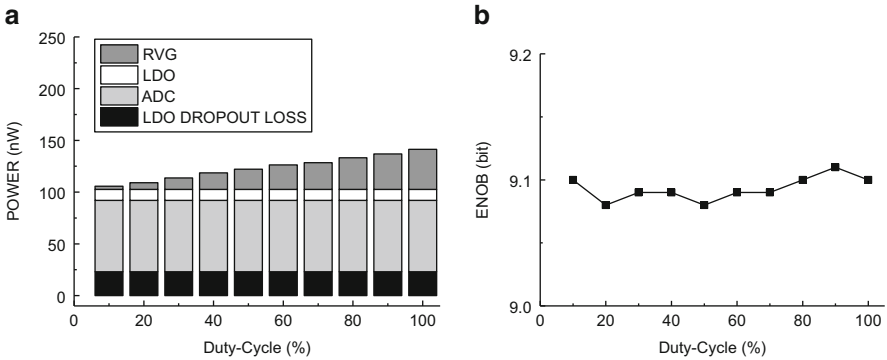 a
250
200
150
100
50
0
POWER (nW)
RVG
LDO
ADC
LDO DROPOUT LOSS
0 20 40 60 80 100
Duty-Cycle (%)
b
9.2
9.1
9.0
ENOB (bit)
0 20 40 60 80 100
Duty-Cycle (%)